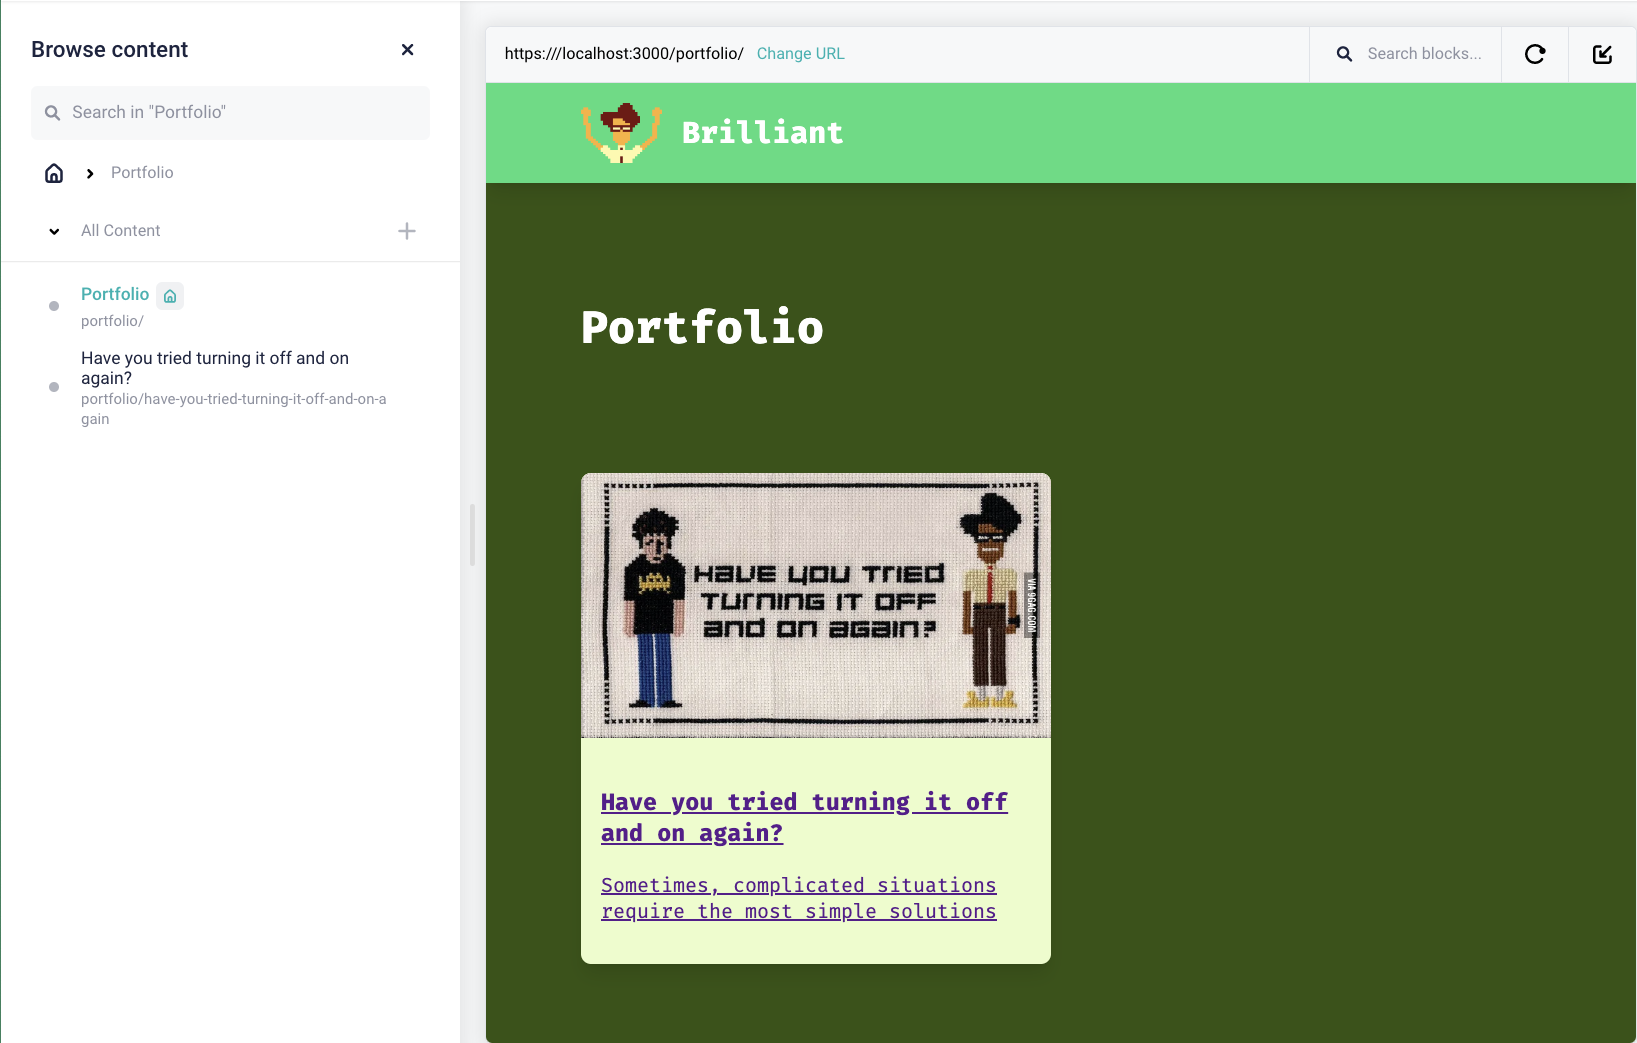 Browse content
Search in "Portfolio"
Portfolio
All Content
Portfolio
portfolio/
Have you tried turning it off and on
again?
portfolio/have-you-tried-turning-it-off-and-on-a
gain
https:///localhost:3000/portfolio/ Change URL
Search blocks...
Brilliant
Portfolio
HAVE YOU TRIED
TURNING IT OFF
AND ON AGAIN?
VIA 9GAG.COM
Have you tried turning it off
and on again?
Sometimes, complicated situations
require the most simple solutions